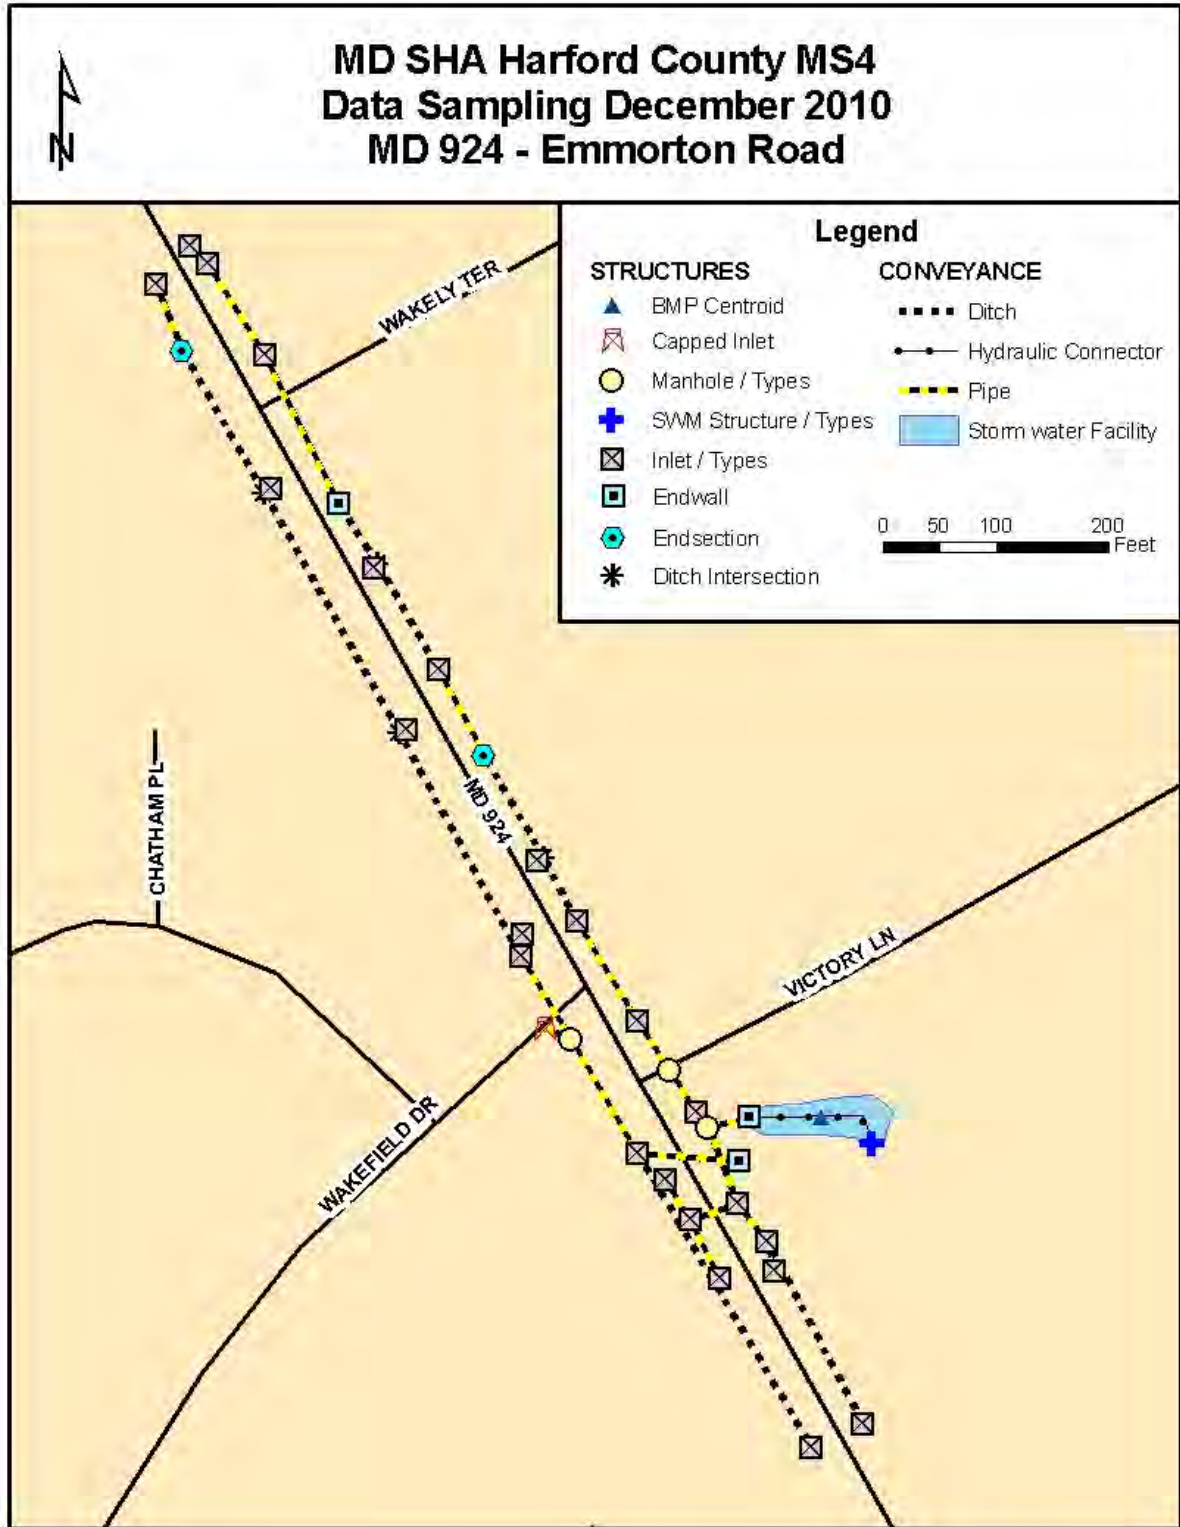 MD SHA Harford County MS4
Data Sampling December 2010
MD 924 - Emmorton Road
N
Legend
STRUCTURES
BMP Centroid
Capped Inlet
Manhole / Types
SWM Structure / Types
Inlet / Types
Endwall
Endsection
Ditch Intersection
CONVEYANCE
Ditch
Hydraulic Connector
Pipe
Storm water Facility
0 50 100 200
Feet
WAKELY TER
MD 924
CHATHAM PL
VICTORY LN
WAKEFIELD DR